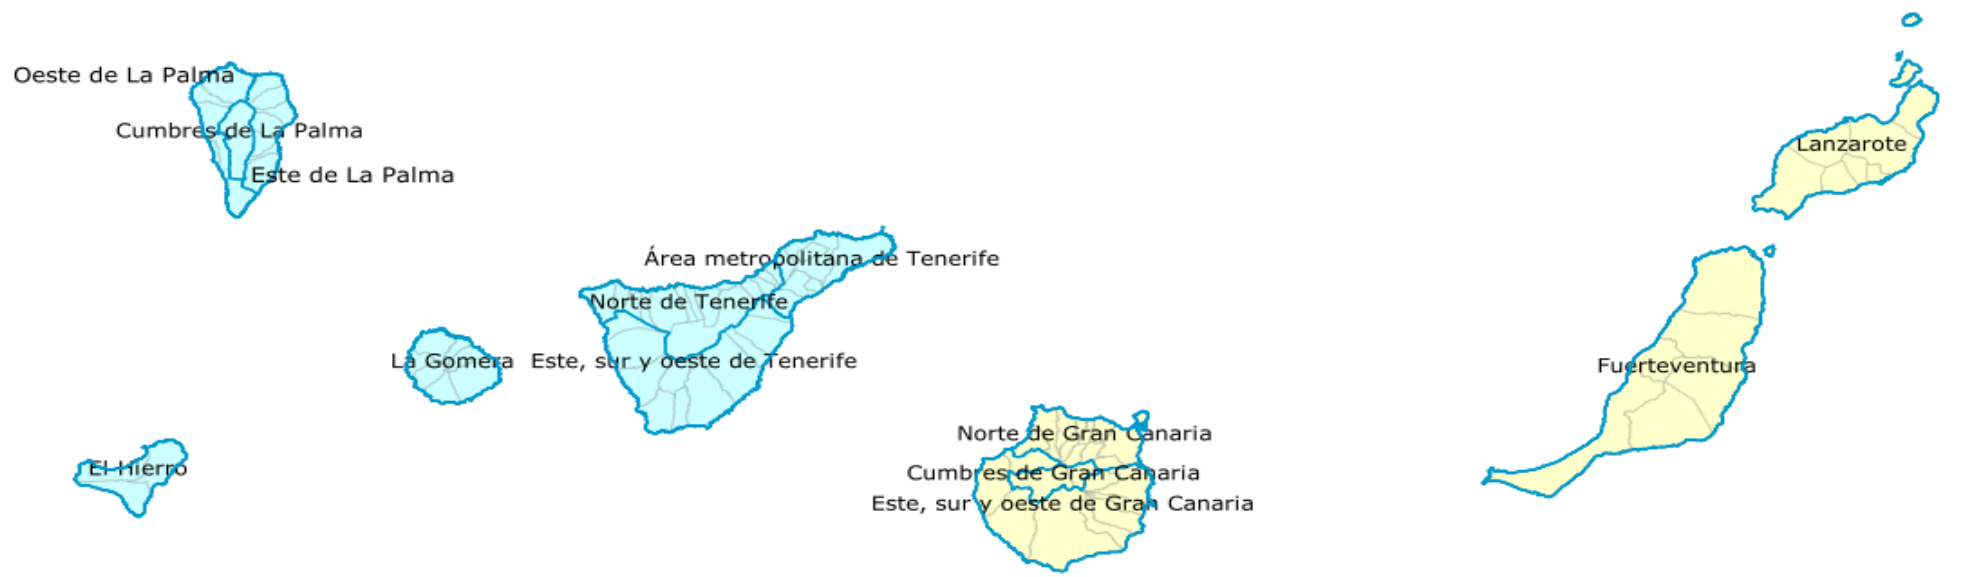 Oeste de La Palma
Cumbres de La Palma
Lanzarote
Este de La Palma
Área metropolitana de Tenerife
Norte de Tenerife
La Gomera
Este, sur y oeste de Tenerife
Fuerteventura
Norte de Gran Canaria
El Hierro
Cumbres de Gran Canaria
Este, sur y oeste de Gran Canaria